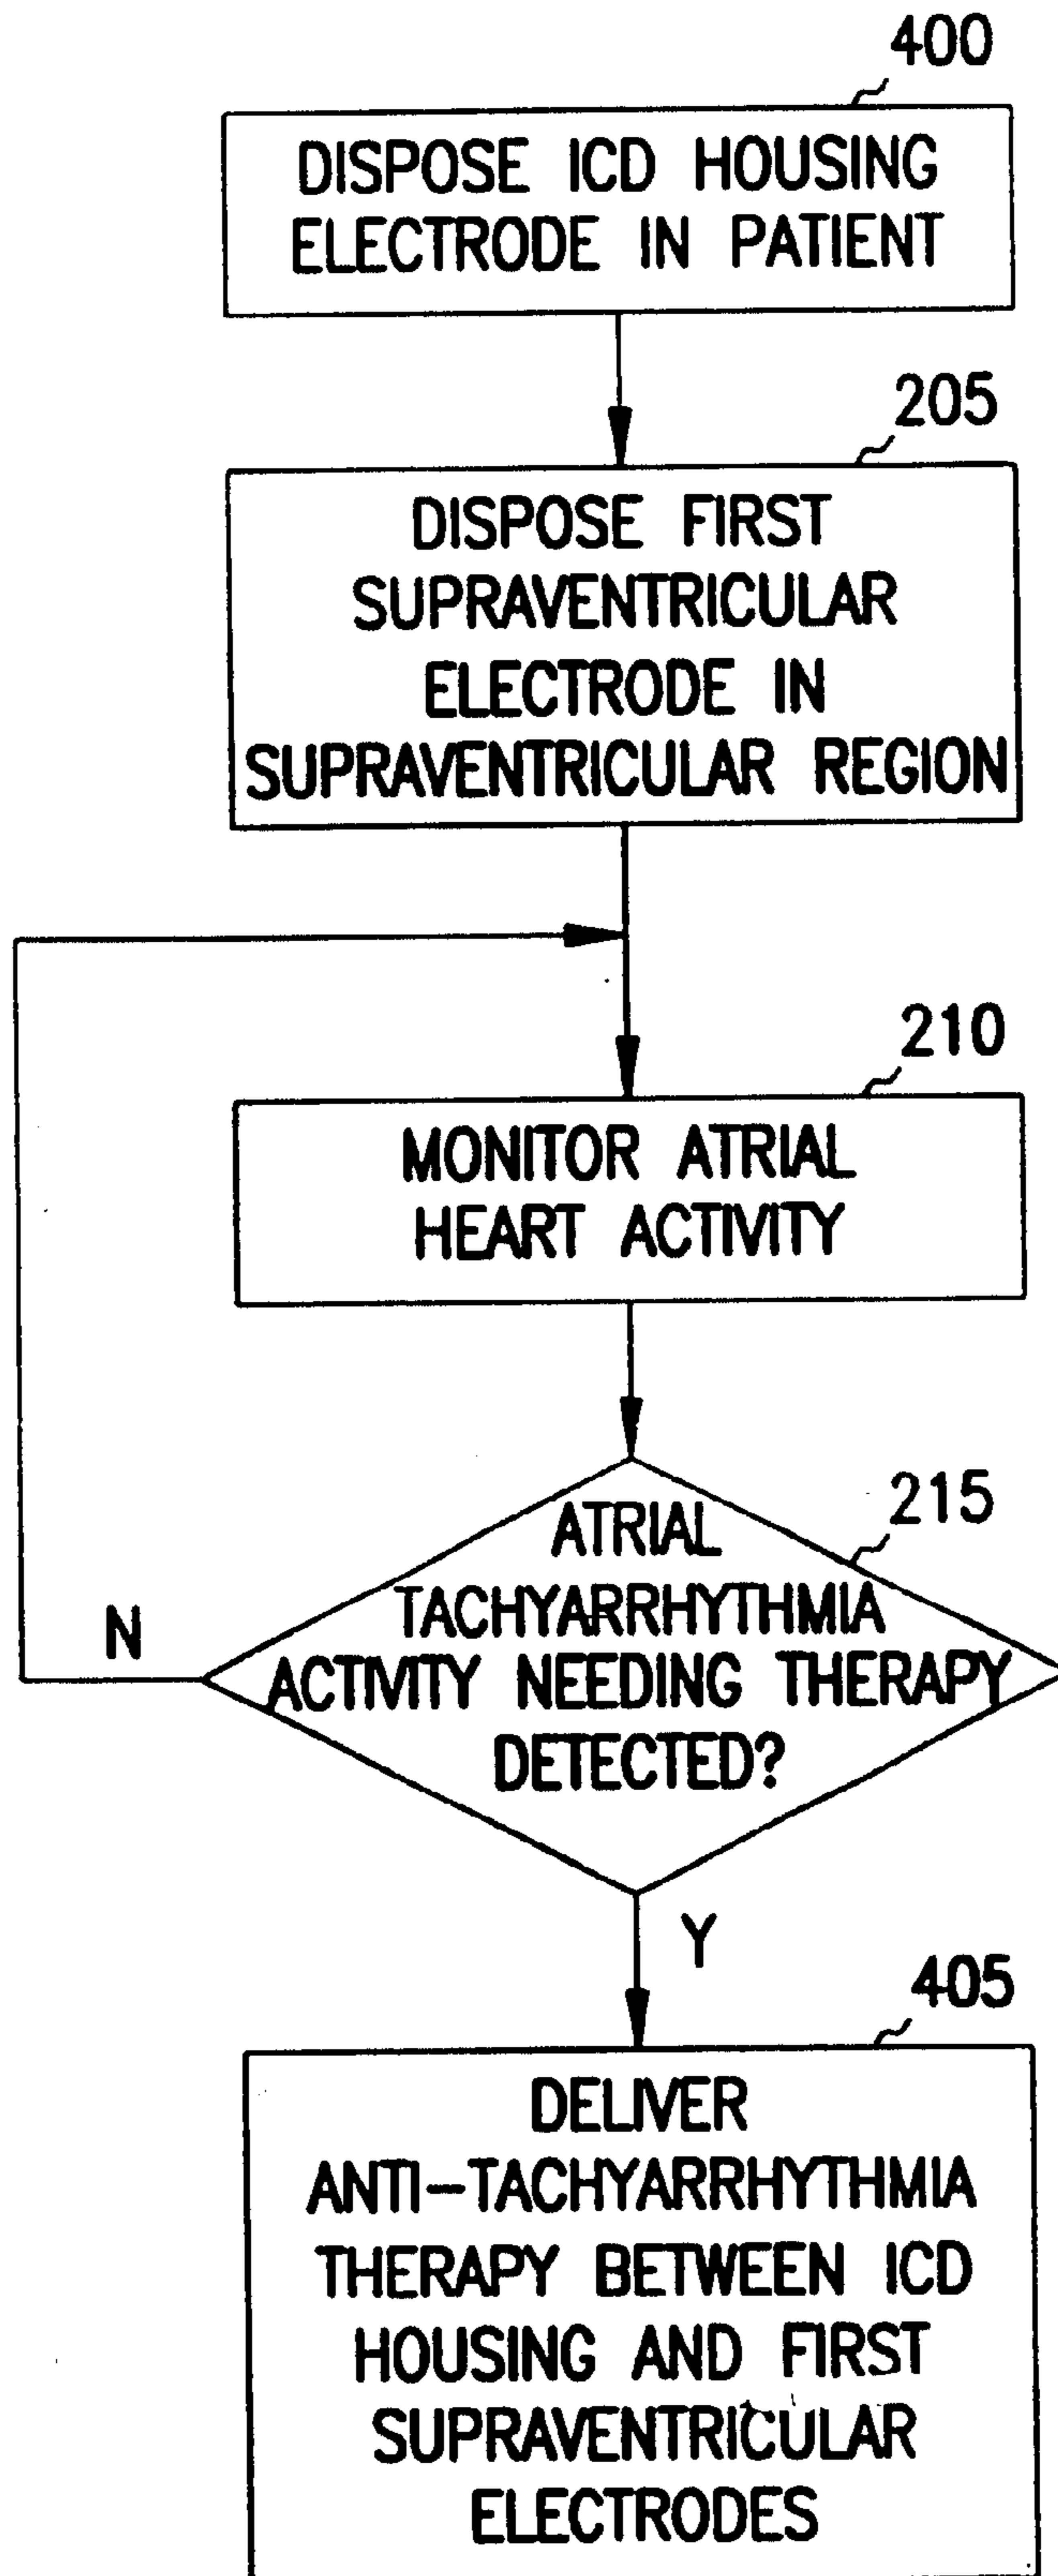 400
DISPOSE ICD HOUSING
ELECTRODE IN PATIENT
205
DISPOSE FIRST
SUPRAVENTRICULAR
ELECTRODE IN
SUPRAVENTRICULAR REGION
210
MONITOR ATRIAL
HEART ACTIVITY
215
ATRIAL
TACHYARRHYTHMIA
ACTIVITY NEEDING THERAPY
DETECTED?
N
Y
405
DELIVER
ANTI-TACHYARRHYTHMIA
THERAPY BETWEEN ICD
HOUSING AND FIRST
SUPRAVENTRICULAR
ELECTRODES